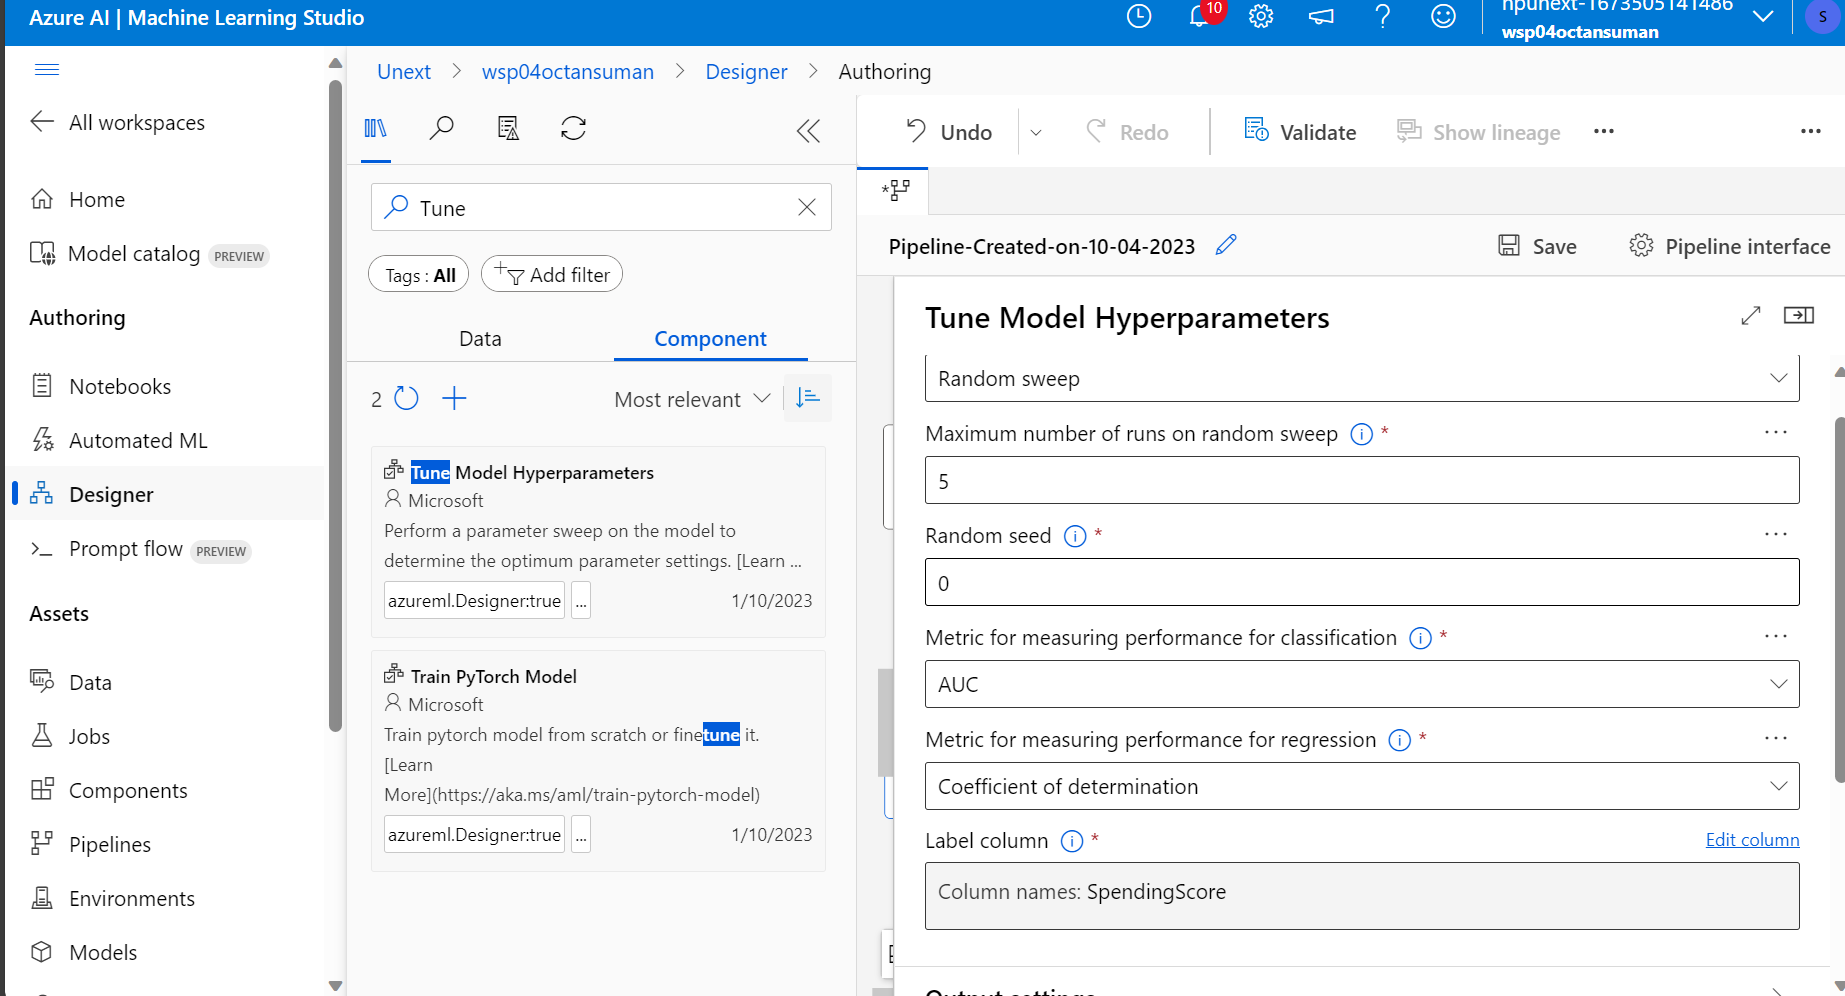 Azure AI | Machine Learning Studio
10
npunext-1673505141486
wsp04octansuman
S
All workspaces
Home
Model catalog PREVIEW
Authoring
Notebooks
Automated ML
Designer
Prompt flow PREVIEW
Assets
Data
Jobs
Components
Pipelines
Environments
Models
Unext > wsp04octansuman > Designer > Authoring
Tune
Tags : All
Add filter
Data
Component
2
Most relevant
Tune Model Hyperparameters
Microsoft
Perform a parameter sweep on the model to
determine the optimum parameter settings. [Learn ...
azureml.Designer:true
...
1/10/2023
Train PyTorch Model
Microsoft
Train pytorch model from scratch or finetune it.
[Learn
More](https://aka.ms/aml/train-pytorch-model)
azureml.Designer:true
...
1/10/2023
Undo
Redo
Validate
Show lineage
...
...
*
Pipeline-Created-on-10-04-2023
Save
Pipeline interface
Tune Model Hyperparameters
Random sweep
Maximum number of runs on random sweep *
...
5
Random seed *
...
0
Metric for measuring performance for classification *
...
AUC
Metric for measuring performance for regression *
...
Coefficient of determination
Label column *
Edit column
Column names: SpendingScore
Output settings